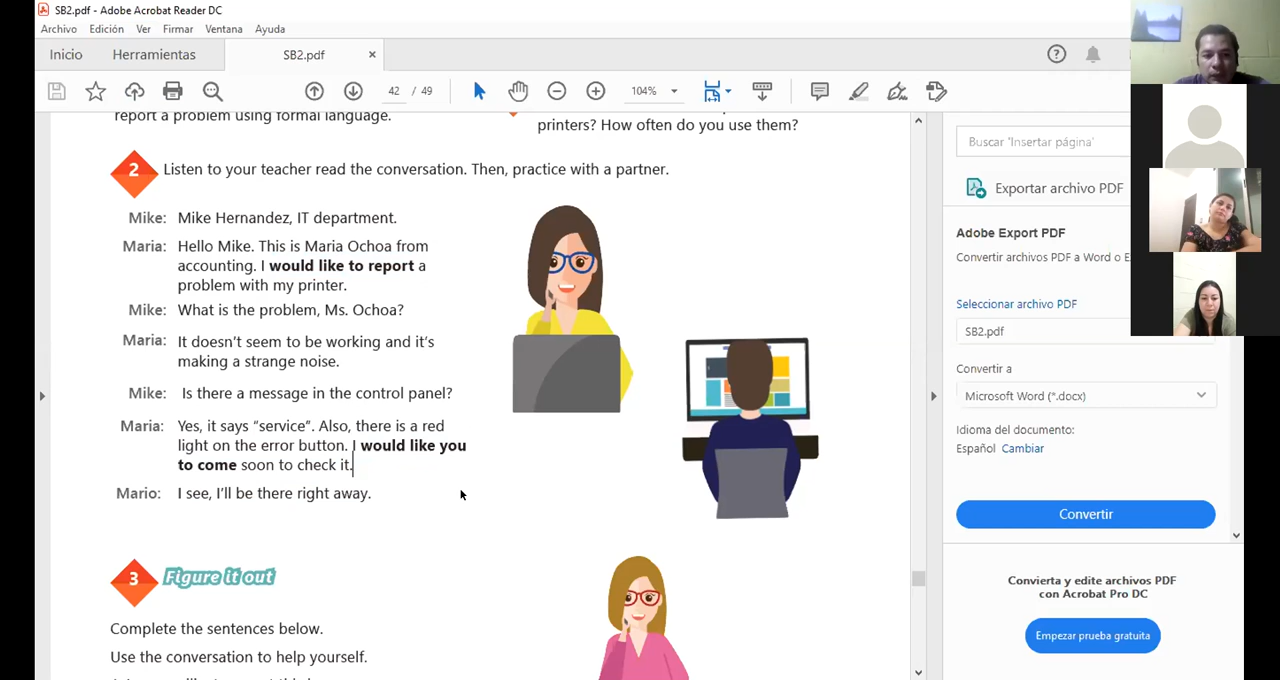 SB2.pdf - Adobe Acrobat Reader DC
Archivo Edición Ver Firmar Ventana Ayuda
Inicio Herramientas SB2.pdf ×
42 / 49 104%
report a problem using formal language.
printers? How often do you use them?
2 Listen to your teacher read the conversation. Then, practice with a partner.
Mike: Mike Hernandez, IT department.
Maria: Hello Mike. This is Maria Ochoa from
accounting. I would like to report a
problem with my printer.
Mike: What is the problem, Ms. Ochoa?
Maria: It doesn't seem to be working and it's
making a strange noise.
Mike: Is there a message in the control panel?
Maria: Yes, it says “service”. Also, there is a red
light on the error button. I would like you
to come soon to check it.
Mario: I see, I'll be there right away.
3 Figure it out
Complete the sentences below.
Use the conversation to help yourself.
Buscar 'Insertar página'
Exportar archivo PDF
Adobe Export PDF
Convertir archivos PDF a Word o E
Seleccionar archivo PDF
SB2.pdf
Convertir a
Microsoft Word (*.docx)
Idioma del documento:
Español Cambiar
Convertir
Convierta y edite archivos PDF
con Acrobat Pro DC
Empezar prueba gratuita